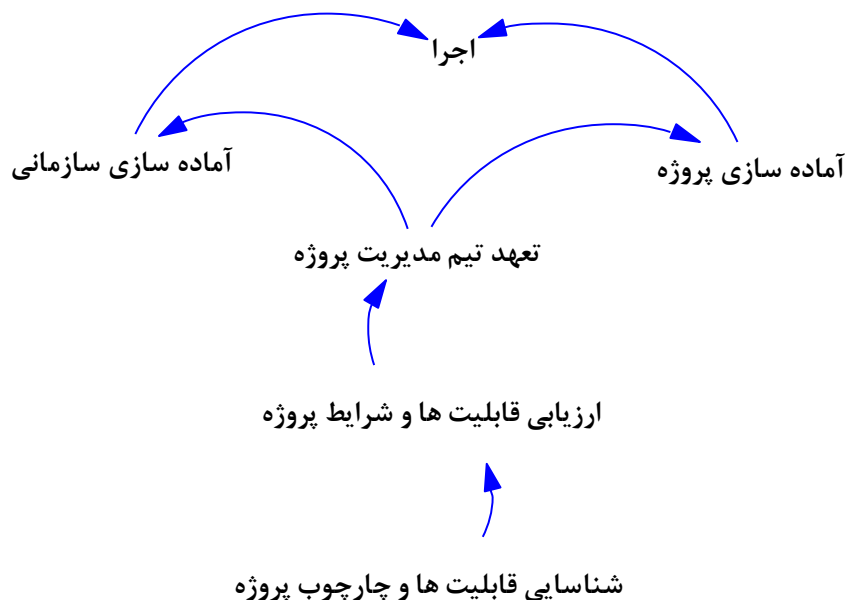 اجرا
آماده سازی پروژه
آماده سازی سازمانی
تعهد تیم مدیریت پروژه
ارزیابی قابلیت ها و شرایط پروژه
شناسایی قابلیت ها و چارچوب پروژه